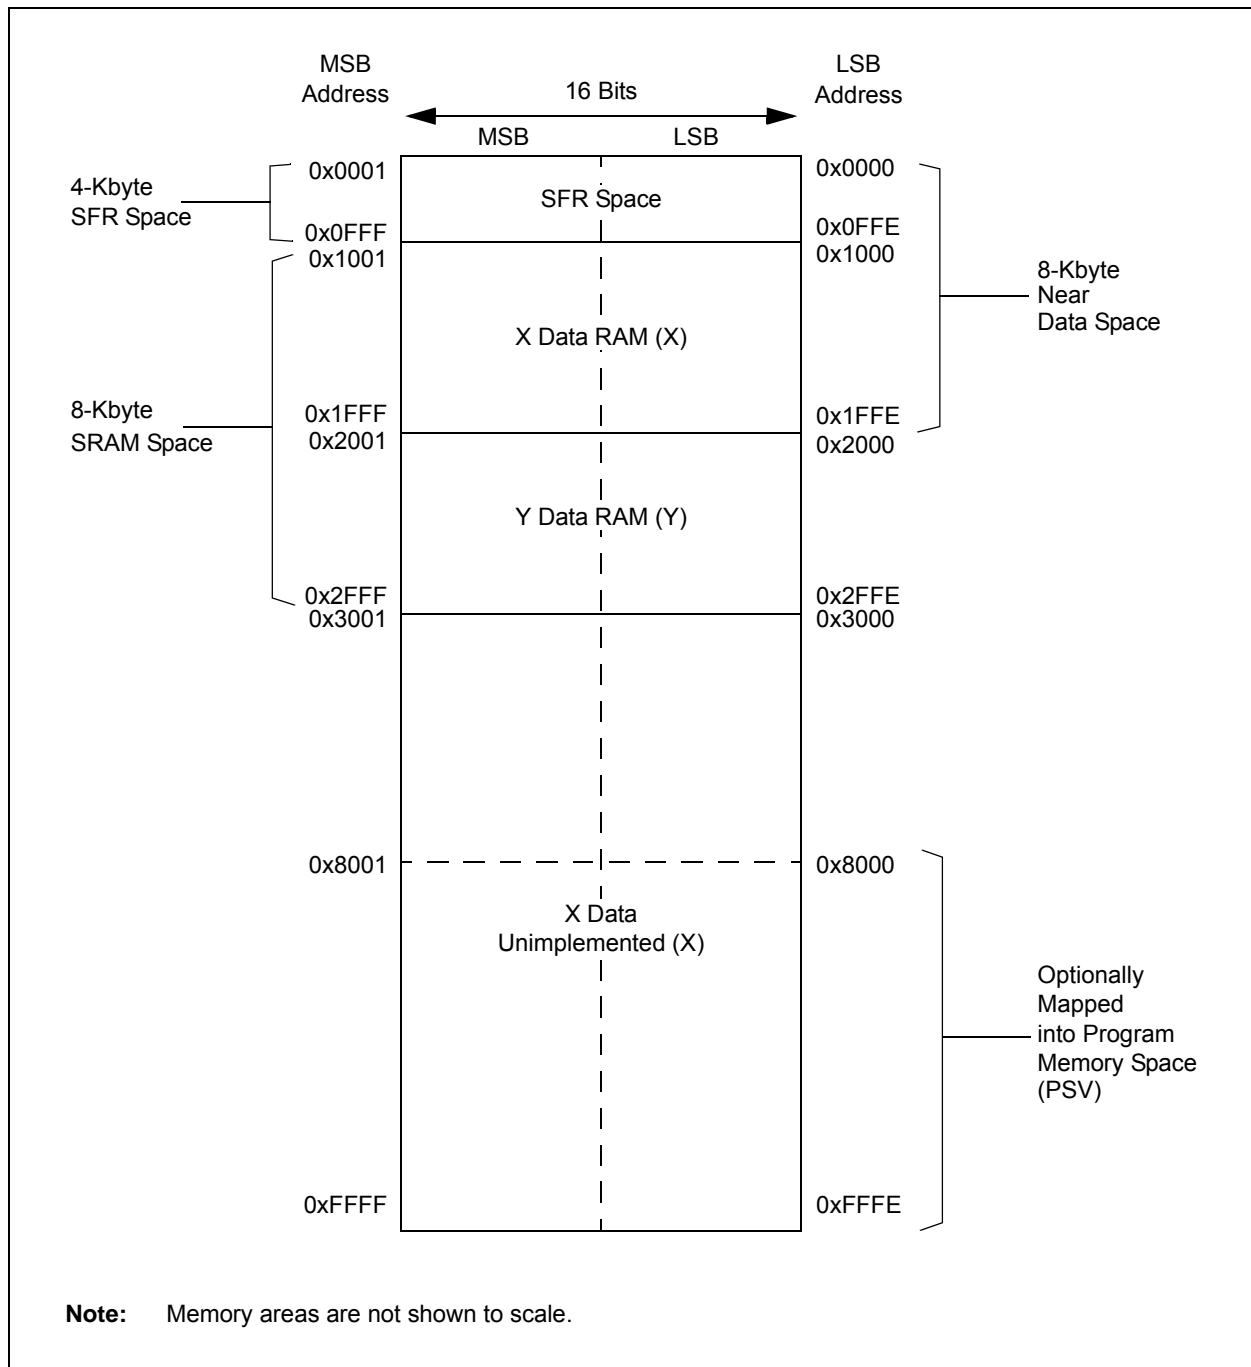 MSB
Address
16 Bits
LSB
Address
MSB
LSB
4-Kbyte
SFR Space
0x0001
0x0FFF
SFR Space
0x0000
0x0FFE
8-Kbyte
SRAM Space
0x1001
0x1FFF
X Data RAM (X)
0x1000
0x1FFE
8-Kbyte
Near
Data Space
0x2001
0x2FFF
Y Data RAM (Y)
0x2000
0x2FFE
0x3001
0x3000
0x8001
0x8000
X Data
Unimplemented (X)
Optionally
Mapped
into Program
Memory Space
(PSV)
0xFFFF
0xFFFE
Note: Memory areas are not shown to scale.